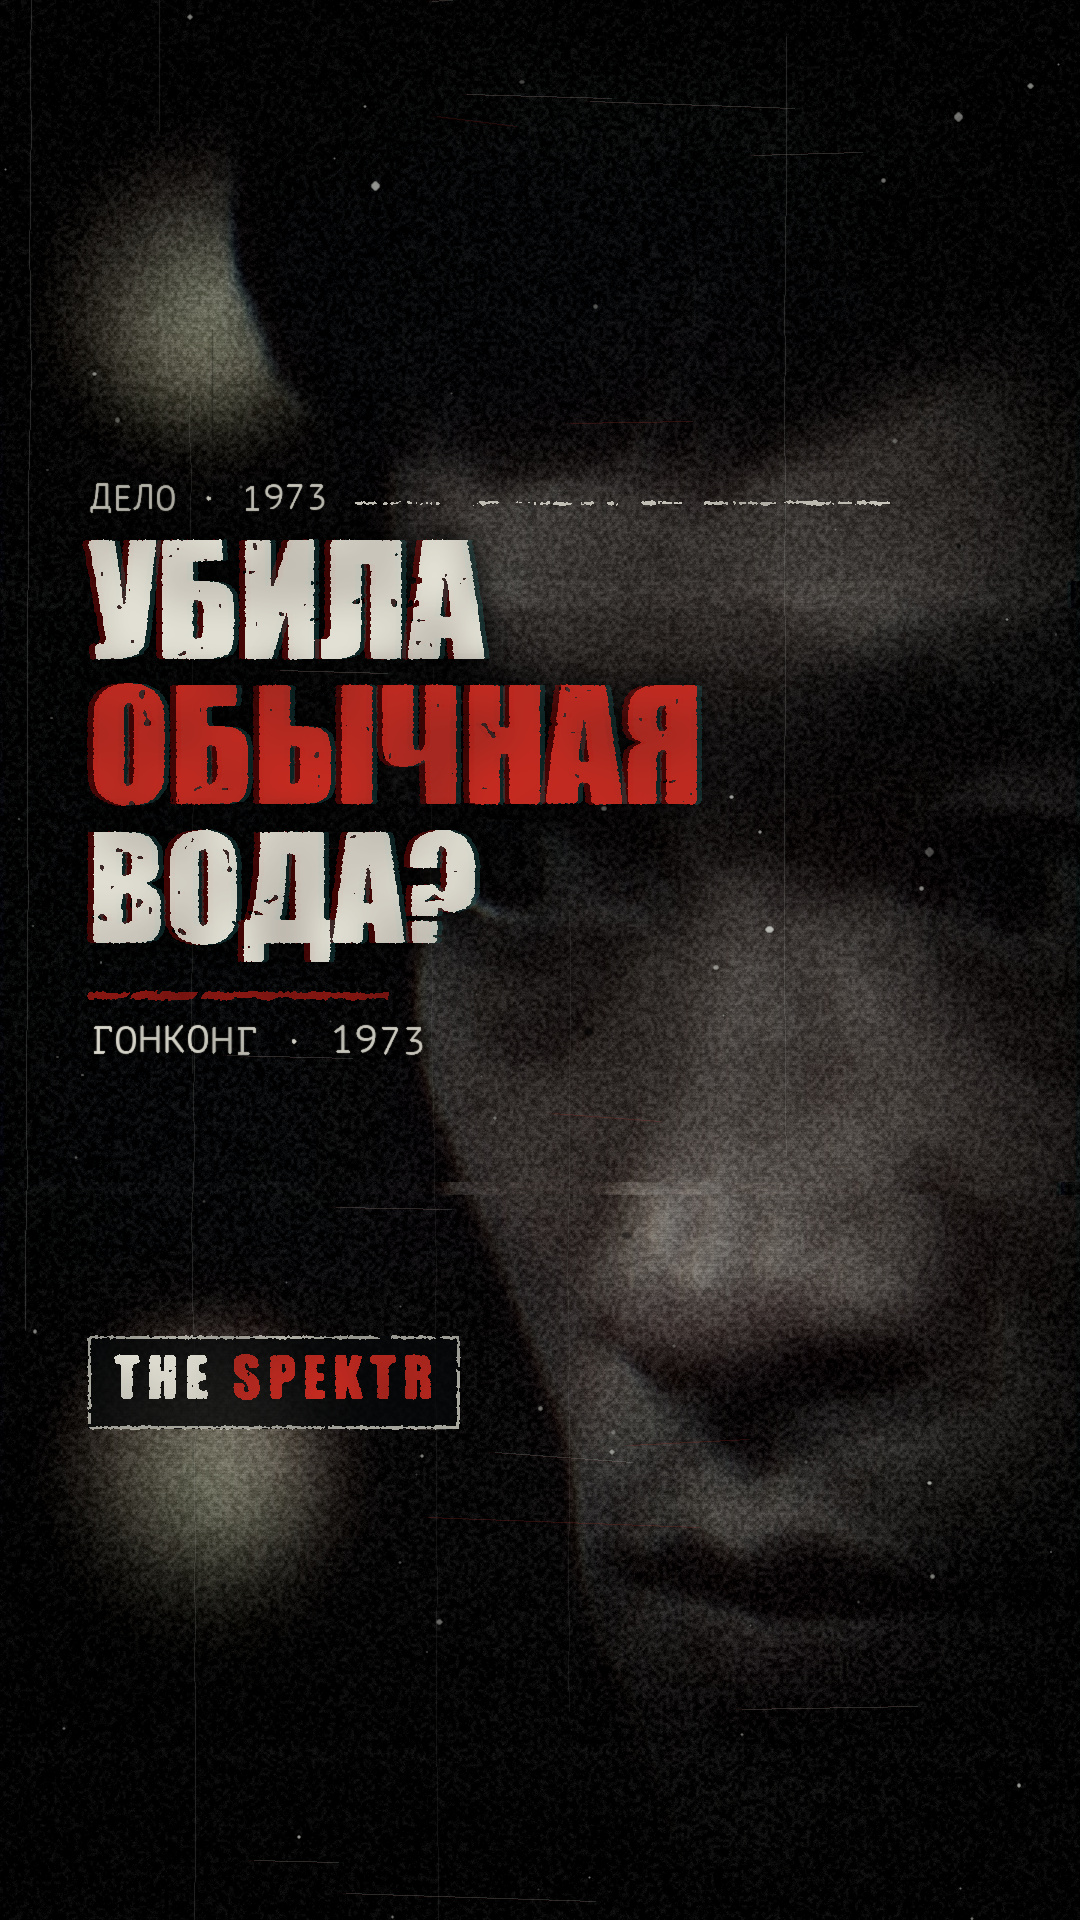 ДЕЛО · 1973
УБИЛА
ОБЫЧНАЯ
ВОДА?
ГОНКОНГ · 1973
THE SPEKTR